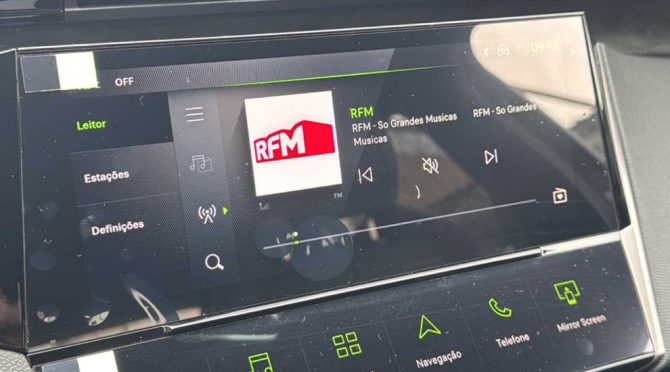 OFF
09:42
Leitor
Estações
Definições
RFM
RFM
RFM - So Grandes Musicas
Musicas
RFM - So Grandes
FM
Navegação
Telefone
Mirror Screen